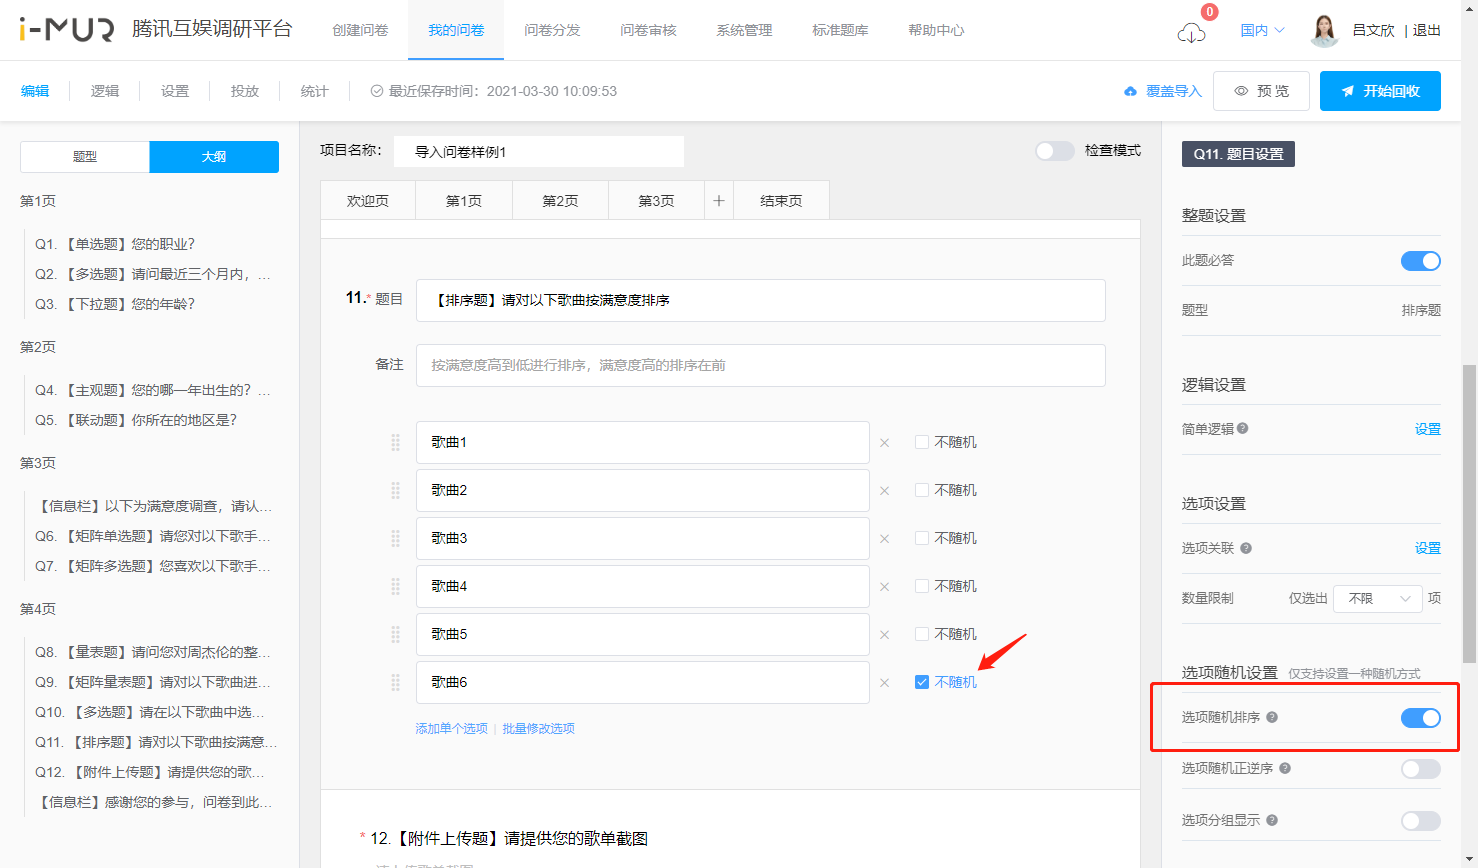 i-MUR 腾讯互娱调研平台 创建问卷 我的问卷 问卷分发 问卷审核 系统管理 标准题库 帮助中心 0 国内 吕文欣 | 退出
编辑 逻辑 设置 投放 统计 最近保存时间：2021-03-30 10:09:53 覆盖导入 预 览 开始回收
题型 大纲
第1页
Q1. 【单选题】您的职业？
Q2. 【多选题】请问最近三个月内，...
Q3. 【下拉题】您的年龄？
第2页
Q4. 【主观题】您的哪一年出生的？...
Q5. 【联动题】你所在的地区是？
第3页
【信息栏】以下为满意度调查，请认...
Q6. 【矩阵单选题】请您对以下歌手...
Q7. 【矩阵多选题】您喜欢以下歌手...
第4页
Q8. 【量表题】请问您对周杰伦的整...
Q9. 【矩阵量表题】请对以下歌曲进...
Q10. 【多选题】请在以下歌曲中选...
Q11. 【排序题】请对以下歌曲按满意...
Q12. 【附件上传题】请提供您的歌...
【信息栏】感谢您的参与，问卷到此...
项目名称： 导入问卷样例1 检查模式
欢迎页 第1页 第2页 第3页 + 结束页
11.* 题目 【排序题】请对以下歌曲按满意度排序
备注 按满意度高到低进行排序，满意度高的排序在前
歌曲1 × 不随机
歌曲2 × 不随机
歌曲3 × 不随机
歌曲4 × 不随机
歌曲5 × 不随机
歌曲6 × 不随机
添加单个选项 | 批量修改选项
* 12.【附件上传题】请提供您的歌单截图
Q11. 题目设置
整题设置
此题必答
题型 排序题
逻辑设置
简单逻辑 设置
选项设置
选项关联 设置
数量限制 仅选出 不限 项
选项随机设置 仅支持设置一种随机方式
选项随机排序
选项随机正逆序
选项分组显示